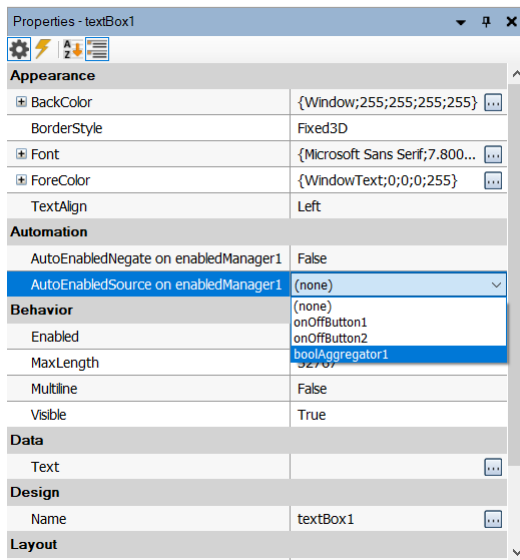 Properties - textBox1
Appearance
BackColor {Window;255;255;255;255} ...
BorderStyle Fixed3D
Font {Microsoft Sans Serif;7.800... ...
ForeColor {WindowText;0;0;0;255} ...
TextAlign Left
Automation
AutoEnabledNegate on enabledManager1 False
AutoEnabledSource on enabledManager1 (none)
Behavior (none)
onOffButton1
Enabled onOffButton2
boolAggregator1
MaxLength 32767
Multiline False
Visible True
Data
Text ...
Design
Name textBox1 ...
Layout